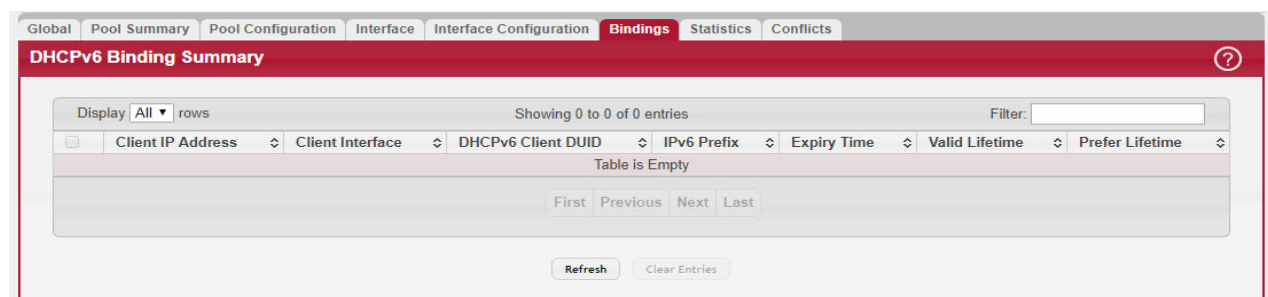 Global Pool Summary Pool Configuration Interface Interface Configuration Bindings Statistics Conflicts
DHCPv6 Binding Summary ?
Display All rows Showing 0 to 0 of 0 entries Filter:
Client IP Address Client Interface DHCPv6 Client DUID IPv6 Prefix Expiry Time Valid Lifetime Prefer Lifetime
Table is Empty
First Previous Next Last
Refresh Clear Entries